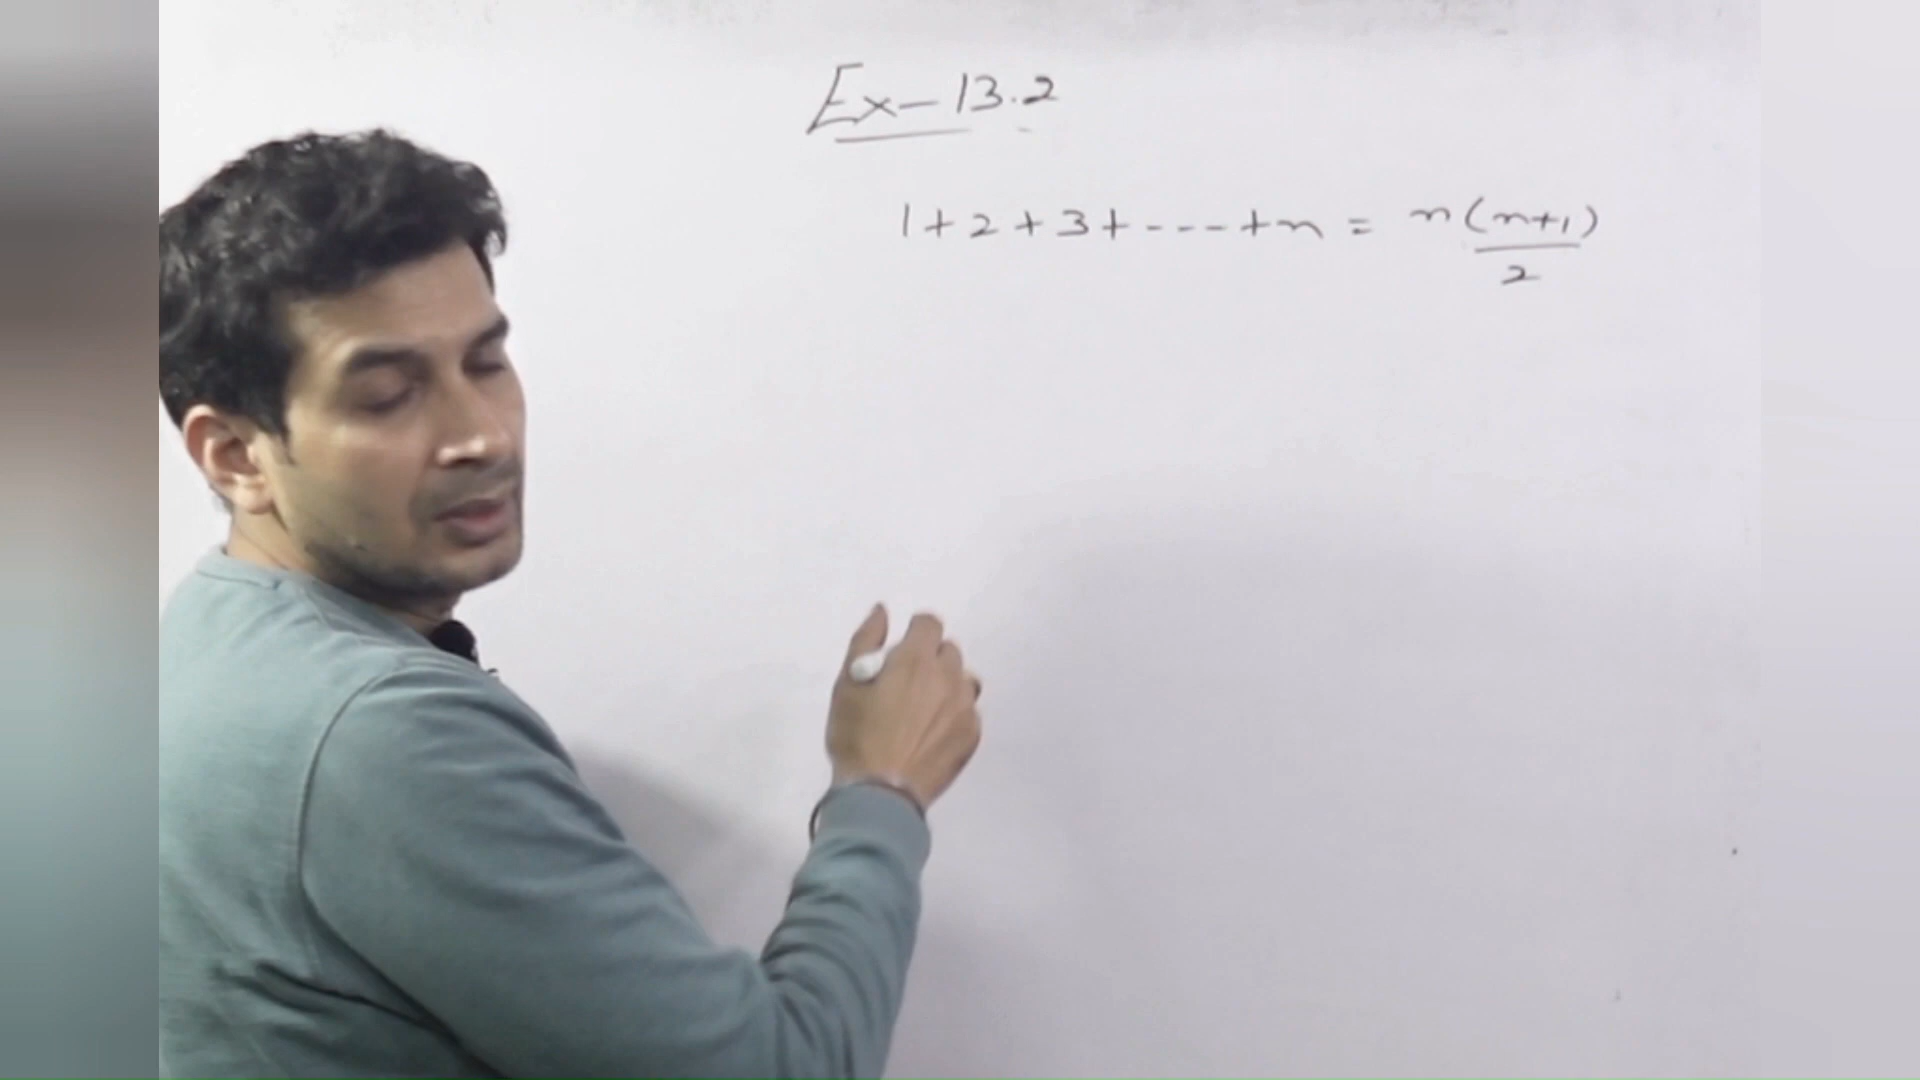 Ex-13.2
1+2+3+----+n = n(n+1)
2